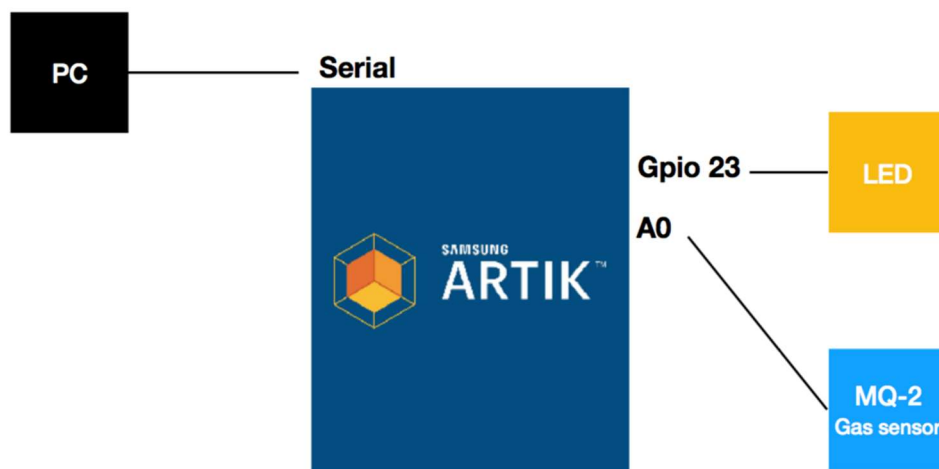 PC
Serial
Gpio 23
LED
A0
SAMSUNG
ARTIK™
MQ-2
Gas sensor